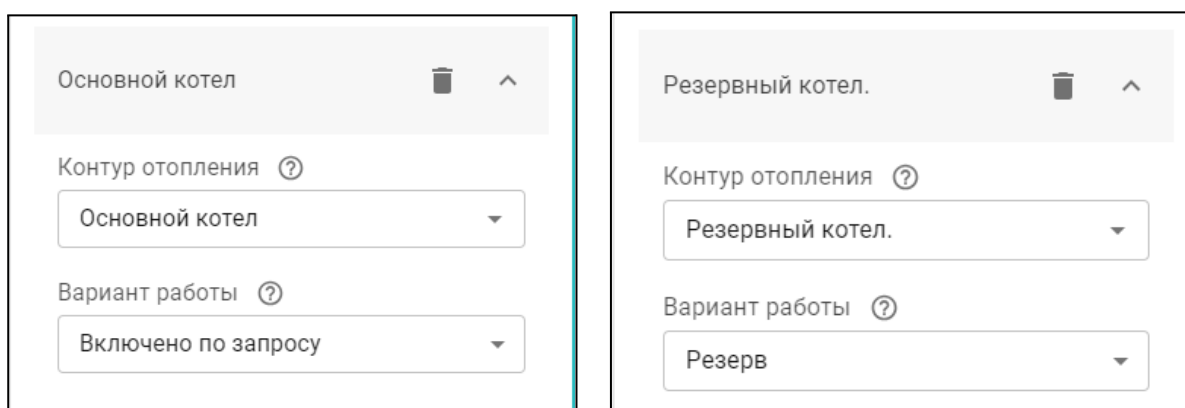 Основной котел
Контур отопления
Основной котел
Вариант работы
Включено по запросу
Резервный котел.
Контур отопления
Резервный котел.
Вариант работы
Резерв